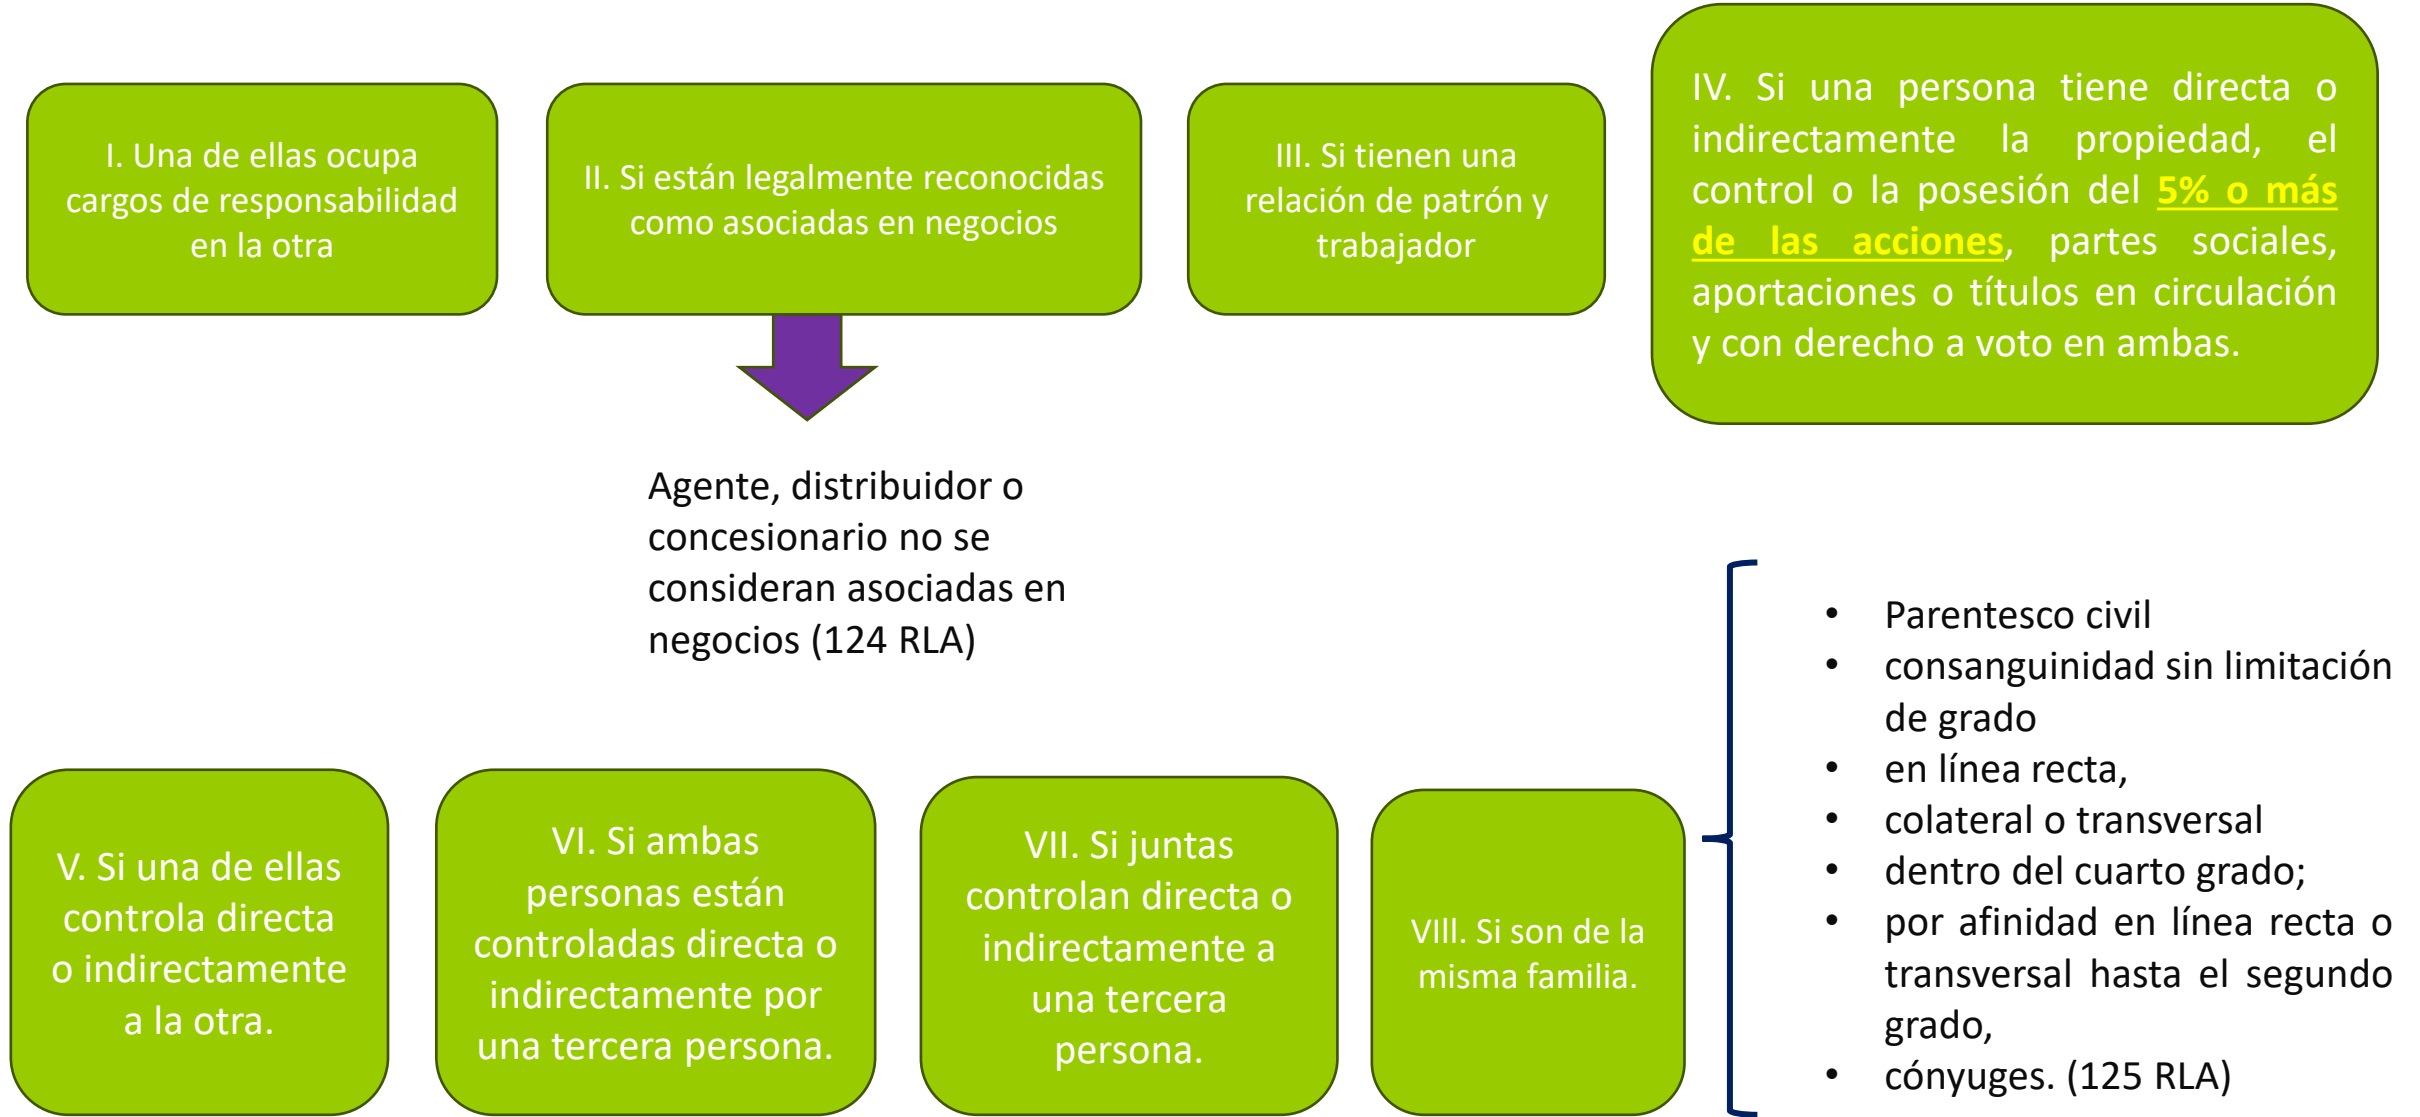 I. Una de ellas ocupa
cargos de responsabilidad
en la otra
II. Si están legalmente reconocidas
como asociadas en negocios
III. Si tienen una
relación de patrón y
trabajador
IV. Si una persona tiene directa o
indirectamente la propiedad, el
control o la posesión del 5% o más
de las acciones, partes sociales,
aportaciones o títulos en circulación
y con derecho a voto en ambas.
Agente, distribuidor o
concesionario no se
consideran asociadas en
negocios (124 RLA)
V. Si una de ellas
controla directa
o indirectamente
a la otra.
VI. Si ambas
personas están
controladas directa o
indirectamente por
una tercera persona.
VII. Si juntas
controlan directa o
indirectamente a
una tercera
persona.
VIll. Si son de la
misma familia.
• Parentesco civil
• consanguinidad sin limitación
de grado
• en línea recta,
• colateral o transversal
• dentro del cuarto grado;
• por afinidad en línea recta o
transversal hasta el segundo
grado,
• cónyuges. (125 RLA)